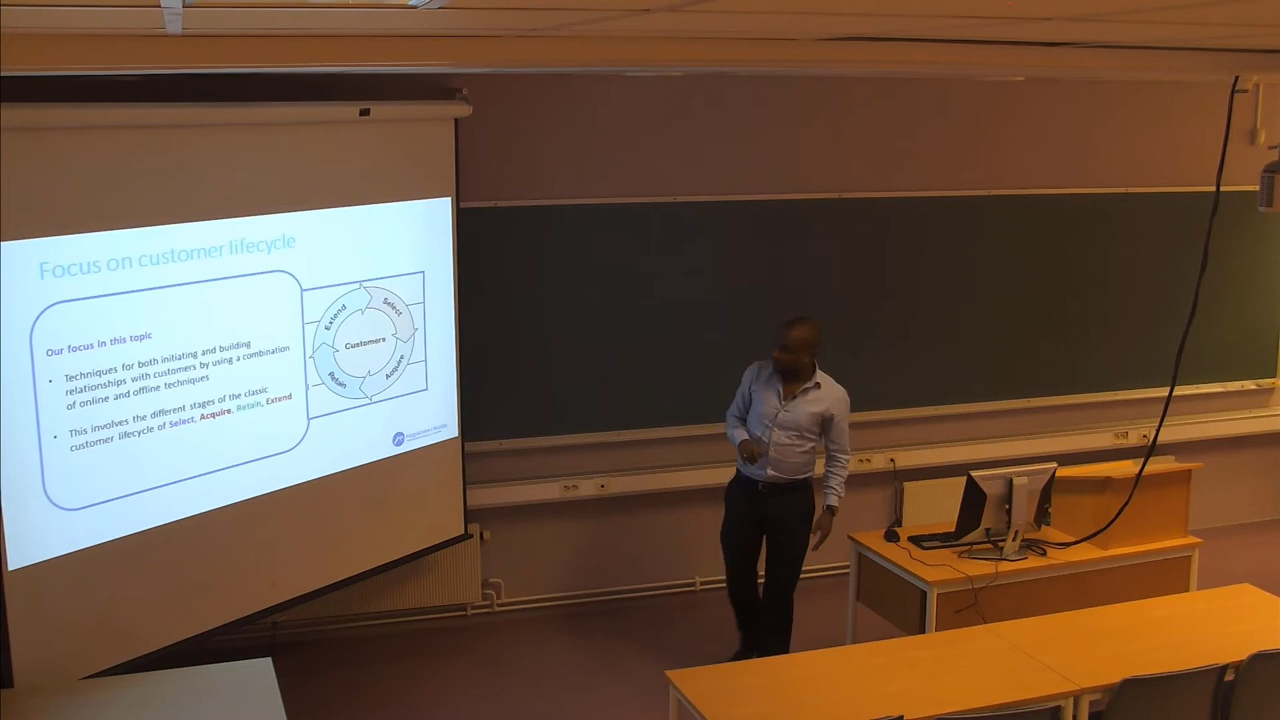 Focus on customer lifecycle
Our focus in this topic
• Techniques for both initiating and building
relationships with customers by using a combination
of online and offline techniques
• This involves the different stages of the classic
customer lifecycle of Select, Acquire, Retain, Extend
Extend
Select
Customers
Retain
Acquire